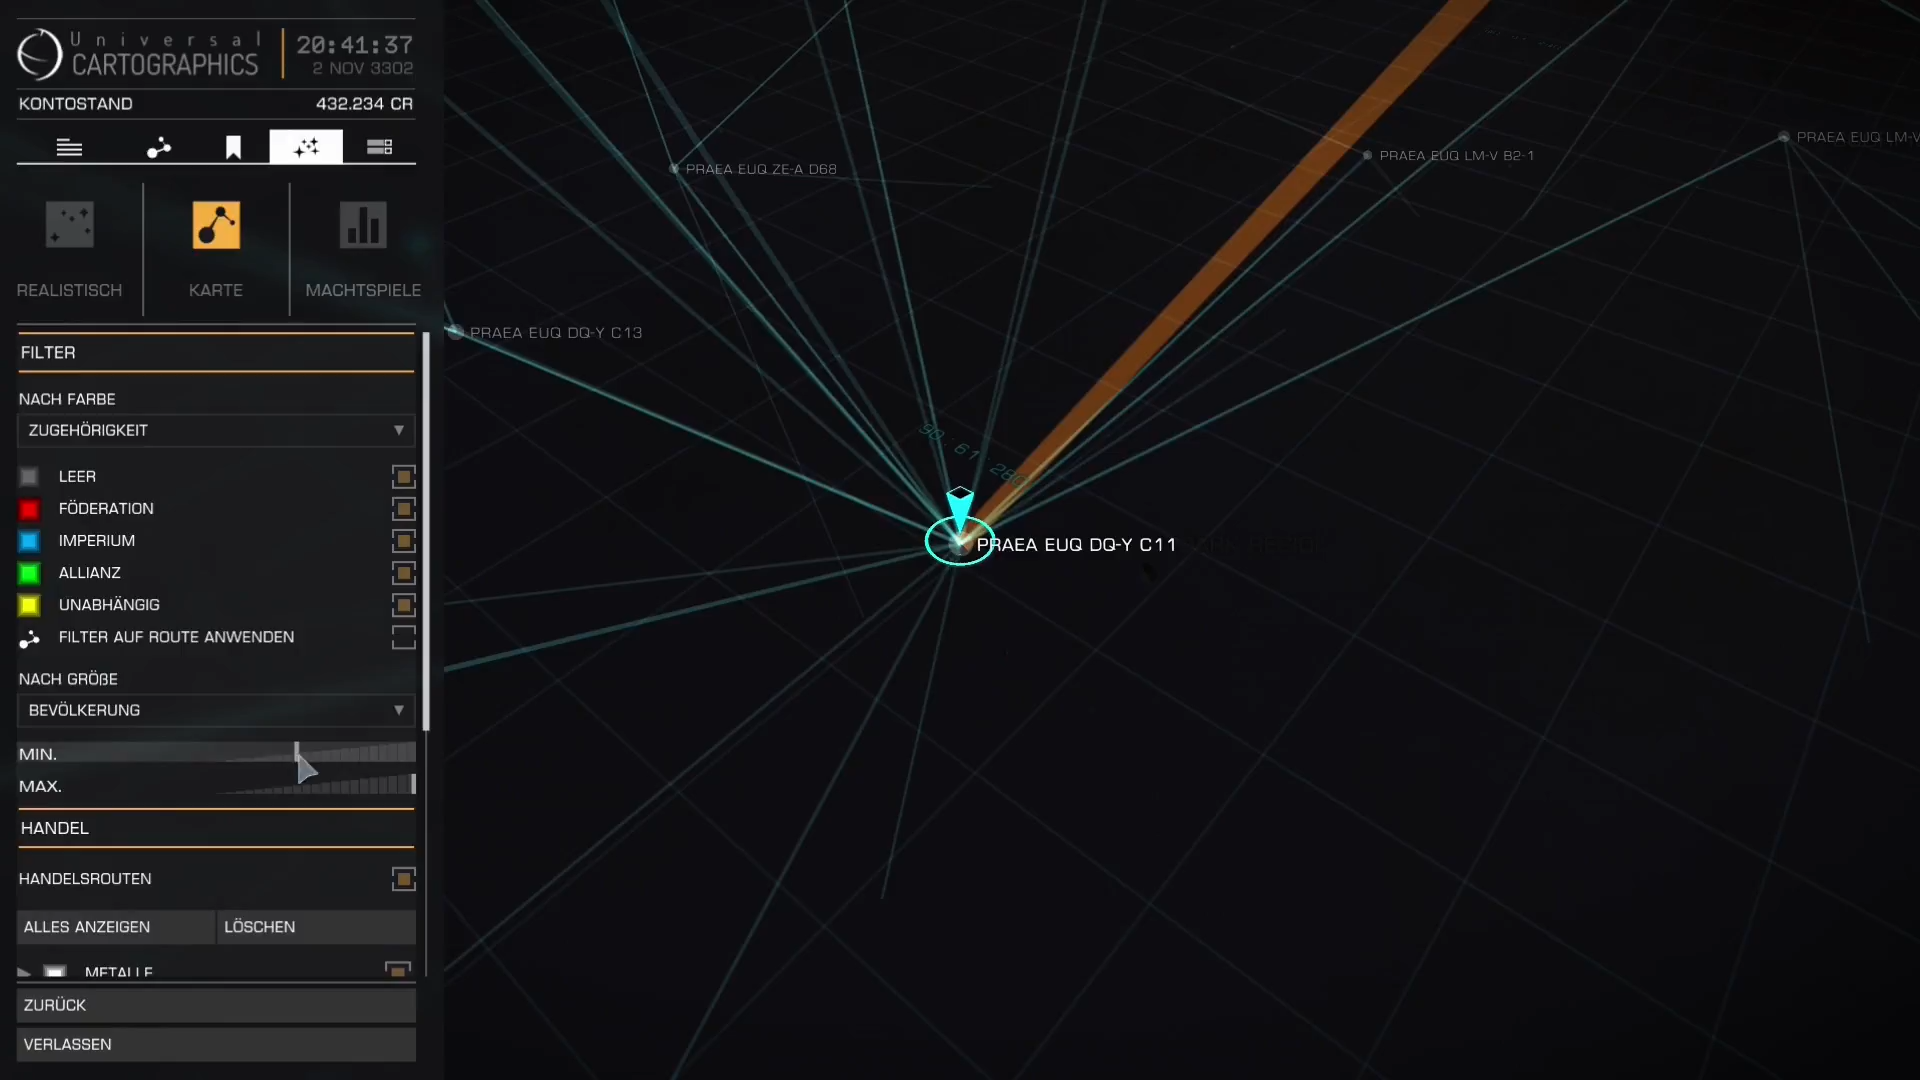 Universal
CARTOGRAPHICS
20:41:37
2 NOV 3302
KONTOSTAND 432.234 CR
REALISTISCH KARTE MACHTSPIELE
FILTER
NACH FARBE
ZUGEHÖRIGKEIT
LEER
FÖDERATION
IMPERIUM
ALLIANZ
UNABHÄNGIG
FILTER AUF ROUTE ANWENDEN
NACH GRÖßE
BEVÖLKERUNG
MIN.
MAX.
HANDEL
HANDELSROUTEN
ALLES ANZEIGEN LÖSCHEN
METALLE
ZURÜCK
VERLASSEN
PRAEA EUQ ZE-A D68
PRAEA EUQ LM-V B2-1
PRAEA EUQ LM-V
PRAEA EUQ DQ-Y C13
PRAEA EUQ DQ-Y C11